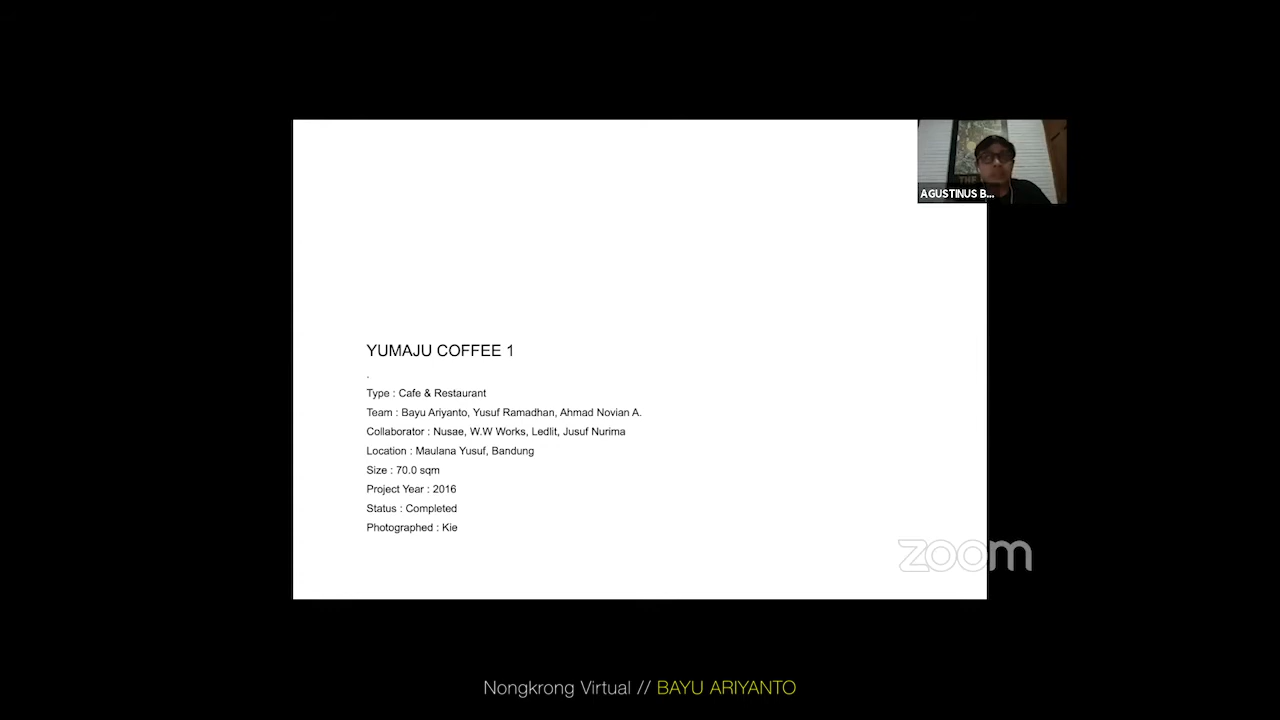 THE
AGUSTINUS B...
YUMAJU COFFEE 1
.
Type : Cafe & Restaurant
Team : Bayu Ariyanto, Yusuf Ramadhan, Ahmad Novian A.
Collaborator : Nusae, W.W Works, Ledlit, Jusuf Nurima
Location : Maulana Yusuf, Bandung
Size : 70.0 sqm
Project Year : 2016
Status : Completed
Photographed : Kie
zoom
Nongkrong Virtual // BAYU ARIYANTO